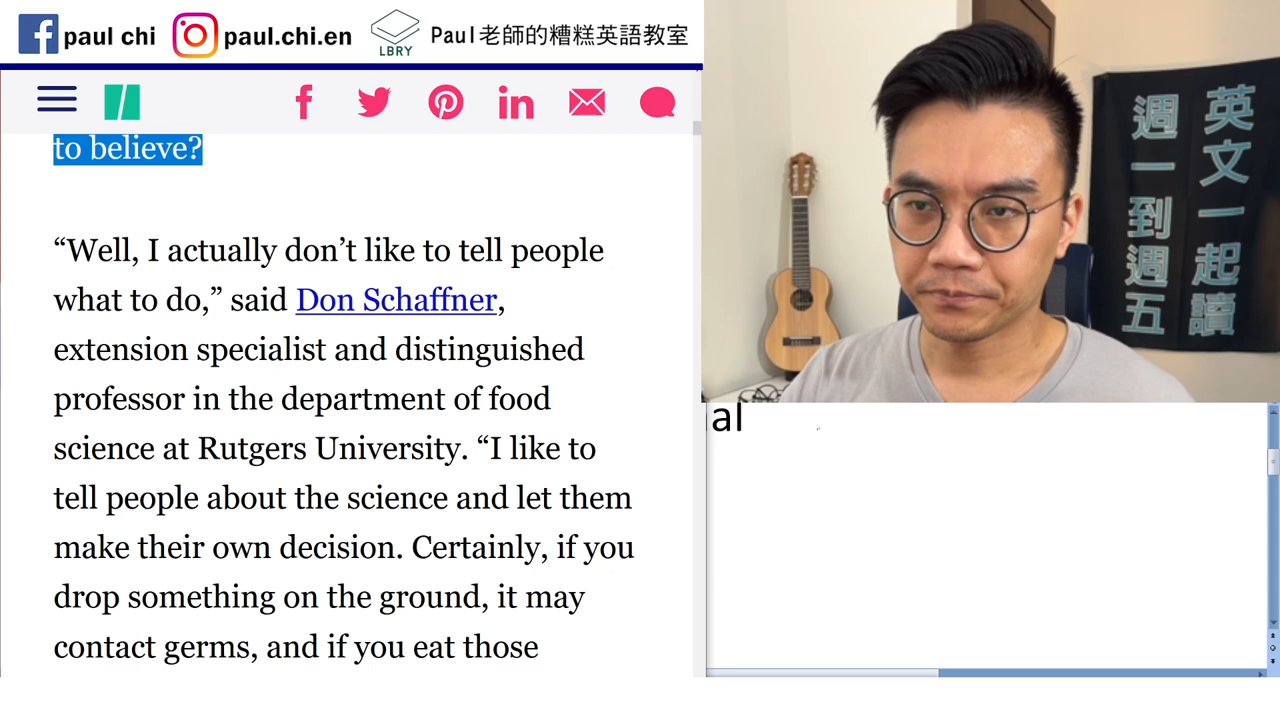 paul chi
paul.chi.en
LBRY
Paul老師的糟糕英語教室
to believe?
“Well, I actually don’t like to tell people
what to do,” said Don Schaffner,
extension specialist and distinguished
professor in the department of food
science at Rutgers University. “I like to
tell people about the science and let them
make their own decision. Certainly, if you
drop something on the ground, it may
contact germs, and if you eat those
英文一起讀
週一到週五
al